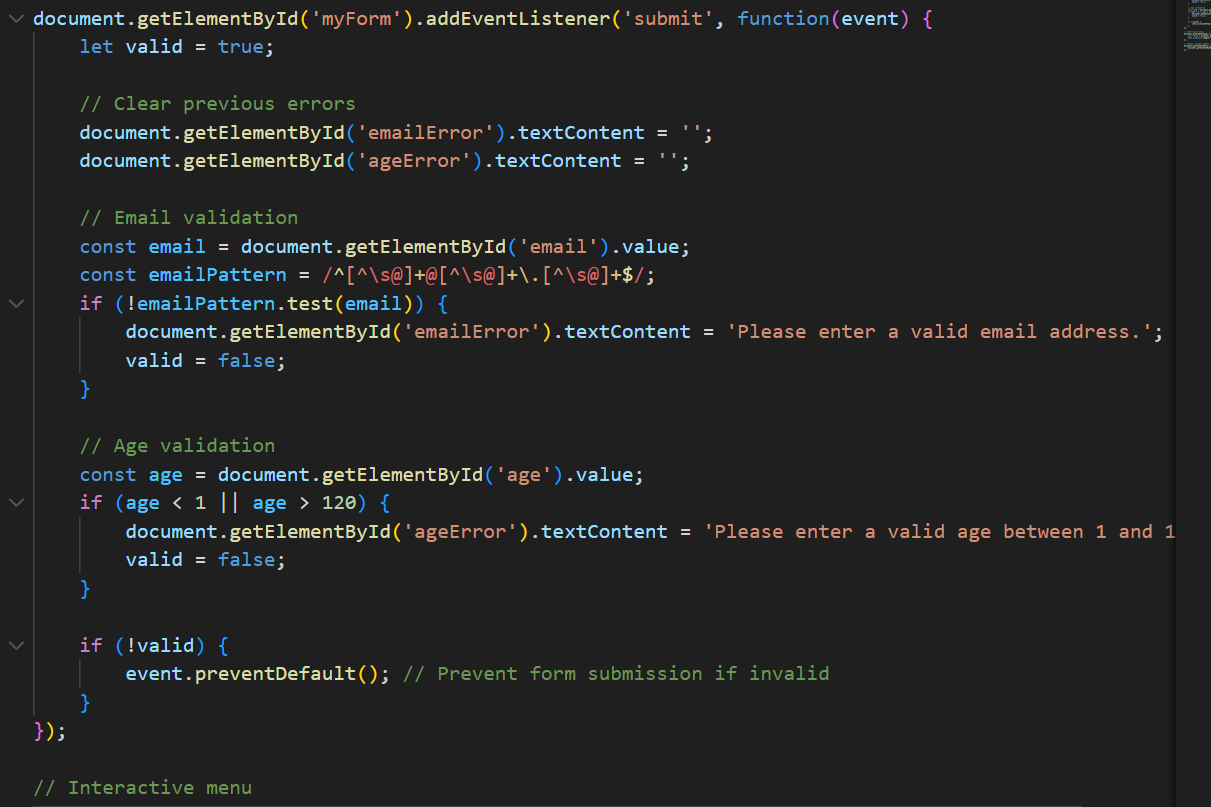 document.getElementById('myForm').addEventListener('submit', function(event) {
    let valid = true;

    // Clear previous errors
    document.getElementById('emailError').textContent = '';
    document.getElementById('ageError').textContent = '';

    // Email validation
    const email = document.getElementById('email').value;
    const emailPattern = /^[^\s@]+@[^\s@]+\.[^\s@]+$/;
    if (!emailPattern.test(email)) {
        document.getElementById('emailError').textContent = 'Please enter a valid email address.';
        valid = false;
    }

    // Age validation
    const age = document.getElementById('age').value;
    if (age < 1 || age > 120) {
        document.getElementById('ageError').textContent = 'Please enter a valid age between 1 and 1
        valid = false;
    }

    if (!valid) {
        event.preventDefault(); // Prevent form submission if invalid
    }
});

// Interactive menu